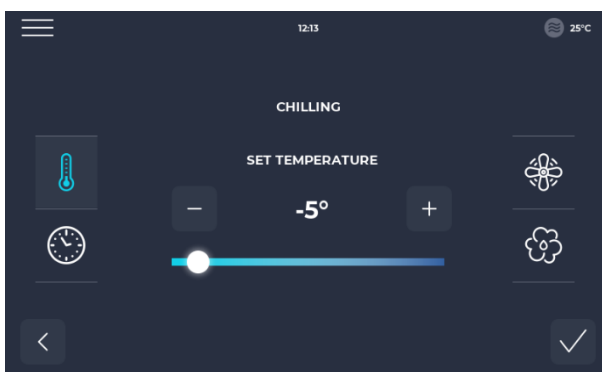 12:13
25°C
CHILLING
SET TEMPERATURE
− -5° +